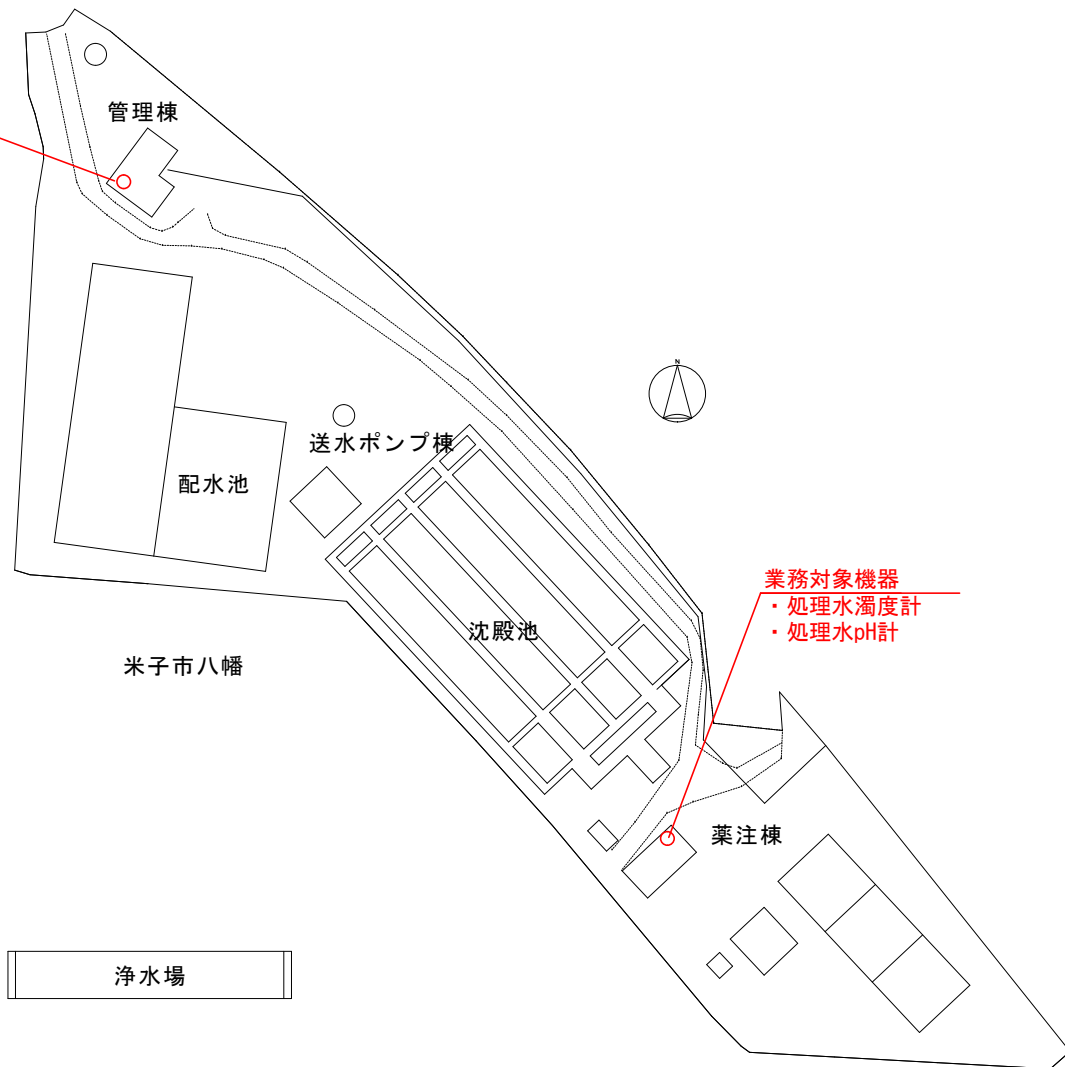 管理棟
N
送水ポンプ棟
配水池
業務対象機器
・処理水濁度計
・処理水pH計
沈殿池
米子市八幡
薬注棟
浄水場